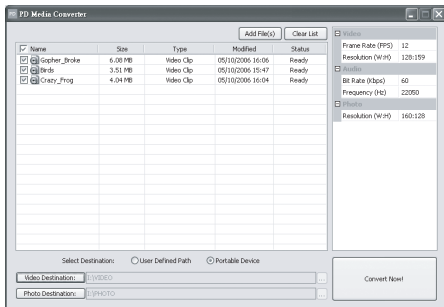 PD Media Converter
Add File(s) Clear List
Name Size Type Modified Status
Gopher_Broke 6.08 MB Video Clip 05/10/2006 16:06 Ready
Birds 3.51 MB Video Clip 05/10/2006 15:47 Ready
Crazy_Frog 4.04 MB Video Clip 05/10/2006 16:04 Ready
Video
Frame Rate (FPS) 12
Resolution (W:H) 128:159
Audio
Bit Rate (Kbps) 60
Frequency (Hz) 22050
Photo
Resolution (W:H) 160:128
Select Destination: User Defined Path Portable Device
Video Destination: I:\VIDEO ...
Photo Destination: I:\PHOTO ...
Convert Now!